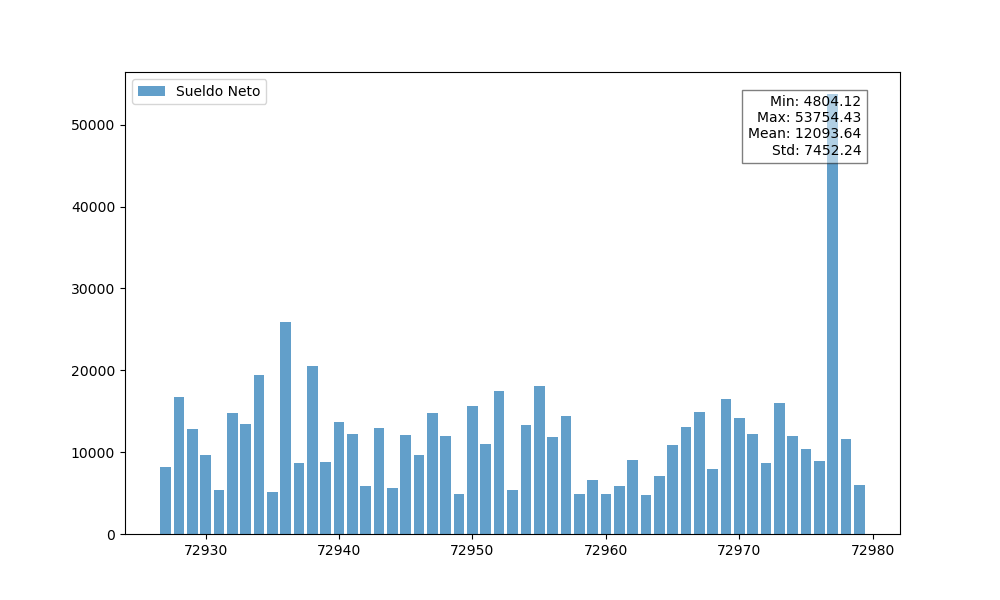 Sueldo Neto
Min: 4804.12
Max: 53754.43
Mean: 12093.64
Std: 7452.24
50000
40000
30000
20000
10000
0
72930
72940
72950
72960
72970
72980